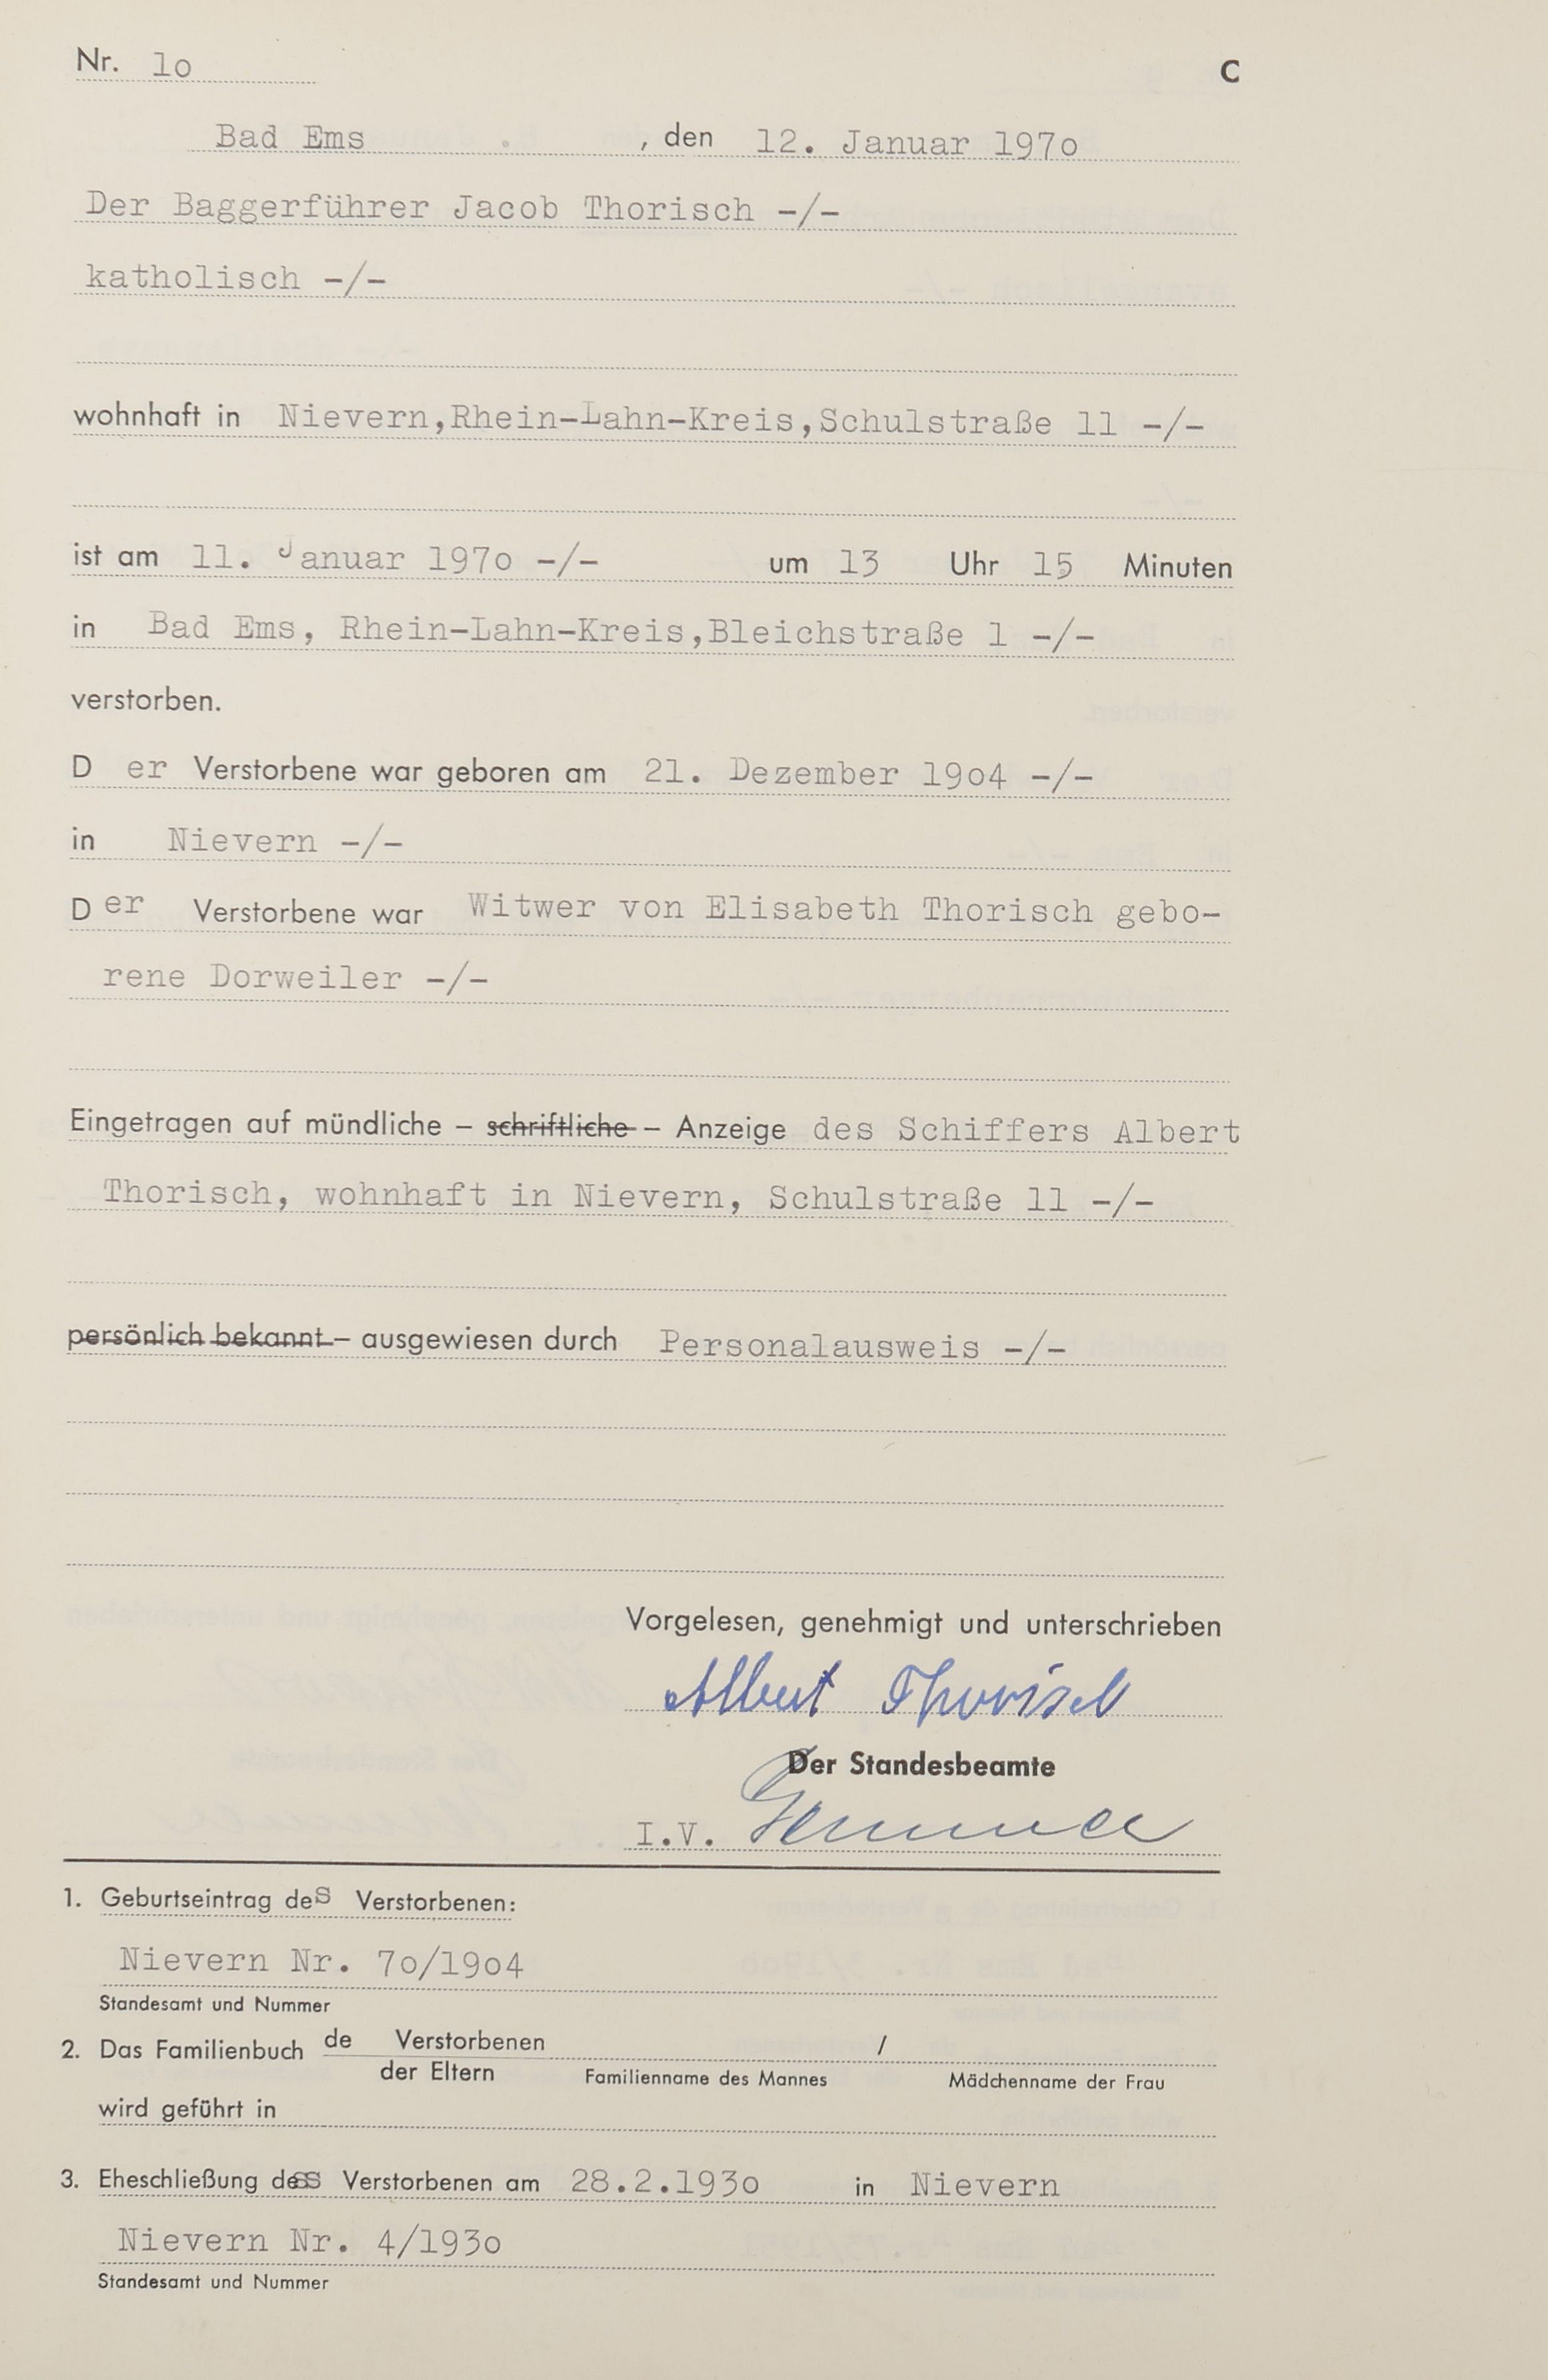 Nr. 1o C
Bad Ems , den 12. Januar 197o
Der Baggerführer Jacob Thorisch -/-
katholisch -/-
wohnhaft in Nievern,Rhein-Lahn-Kreis,Schulstraße 11 -/-
ist am 11. Januar 197o -/- um 13 Uhr 15 Minuten
in Bad Ems, Rhein-Lahn-Kreis,Bleichstraße 1 -/-
verstorben.
D er Verstorbene war geboren am 21. Dezember 19o4 -/-
in Nievern -/-
D er Verstorbene war Witwer von Elisabeth Thorisch gebo-
rene Dorweiler -/-
Eingetragen auf mündliche – schriftliche – Anzeige des Schiffers Albert
Thorisch, wohnhaft in Nievern, Schulstraße 11 -/-
persönlich bekannt – ausgewiesen durch Personalausweis -/-
Vorgelesen, genehmigt und unterschrieben
Albert Thorisch
Der Standesbeamte
I.V.
1. Geburtseintrag des Verstorbenen:
Nievern Nr. 7o/19o4
Standesamt und Nummer
2. Das Familienbuch de Verstorbenen /
der Eltern Familienname des Mannes Mädchenname der Frau
wird geführt in
3. Eheschließung des Verstorbenen am 28.2.193o in Nievern
Nievern Nr. 4/193o
Standesamt und Nummer